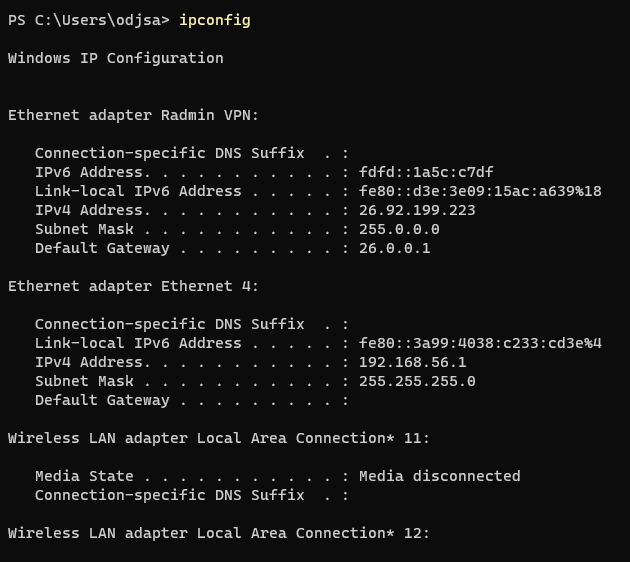 PS C:\Users\odjsa> ipconfig
Windows IP Configuration
Ethernet adapter Radmin VPN:
Connection-specific DNS Suffix  . :
IPv6 Address. . . . . . . . . . . : fdfd::1a5c:c7df
Link-local IPv6 Address . . . . . : fe80::d3e:3e09:15ac:a639%18
IPv4 Address. . . . . . . . . . . : 26.92.199.223
Subnet Mask . . . . . . . . . . . : 255.0.0.0
Default Gateway . . . . . . . . . : 26.0.0.1
Ethernet adapter Ethernet 4:
Connection-specific DNS Suffix  . :
Link-local IPv6 Address . . . . . : fe80::3a99:4038:c233:cd3e%4
IPv4 Address. . . . . . . . . . . : 192.168.56.1
Subnet Mask . . . . . . . . . . . : 255.255.255.0
Default Gateway . . . . . . . . . :
Wireless LAN adapter Local Area Connection* 11:
Media State . . . . . . . . . . . : Media disconnected
Connection-specific DNS Suffix  . :
Wireless LAN adapter Local Area Connection* 12: